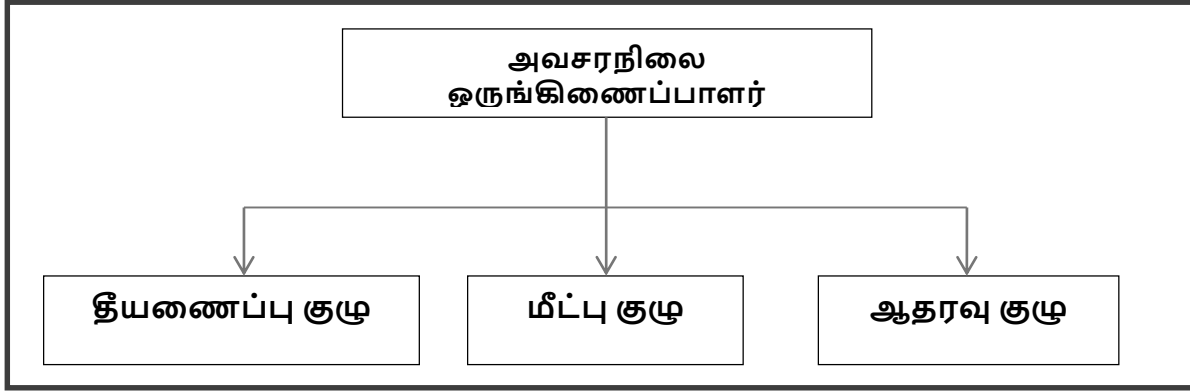 அவசரநிலை
ஒருங்கிணைப்பாளர்
தீயணைப்பு குழு
மீட்பு குழு
ஆதரவு குழு